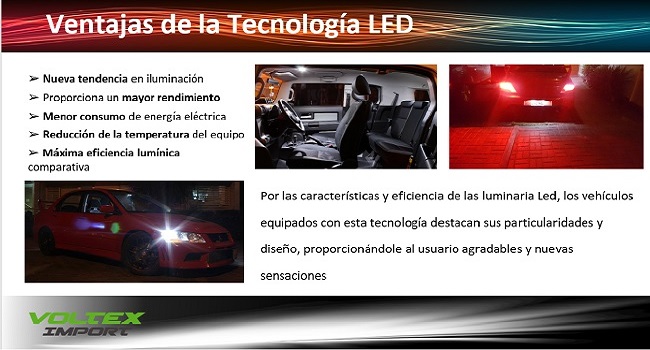 Ventajas de la Tecnología LED
➢ Nueva tendencia en iluminación
➢ Proporciona un mayor rendimiento
➢ Menor consumo de energía eléctrica
➢ Reducción de la temperatura del equipo
➢ Máxima eficiencia lumínica
comparativa
Por las características y eficiencia de las luminaria Led, los vehículos
equipados con esta tecnología destacan sus particularidades y
diseño, proporcionándole al usuario agradables y nuevas
sensaciones
VOLTEX
IMPORT